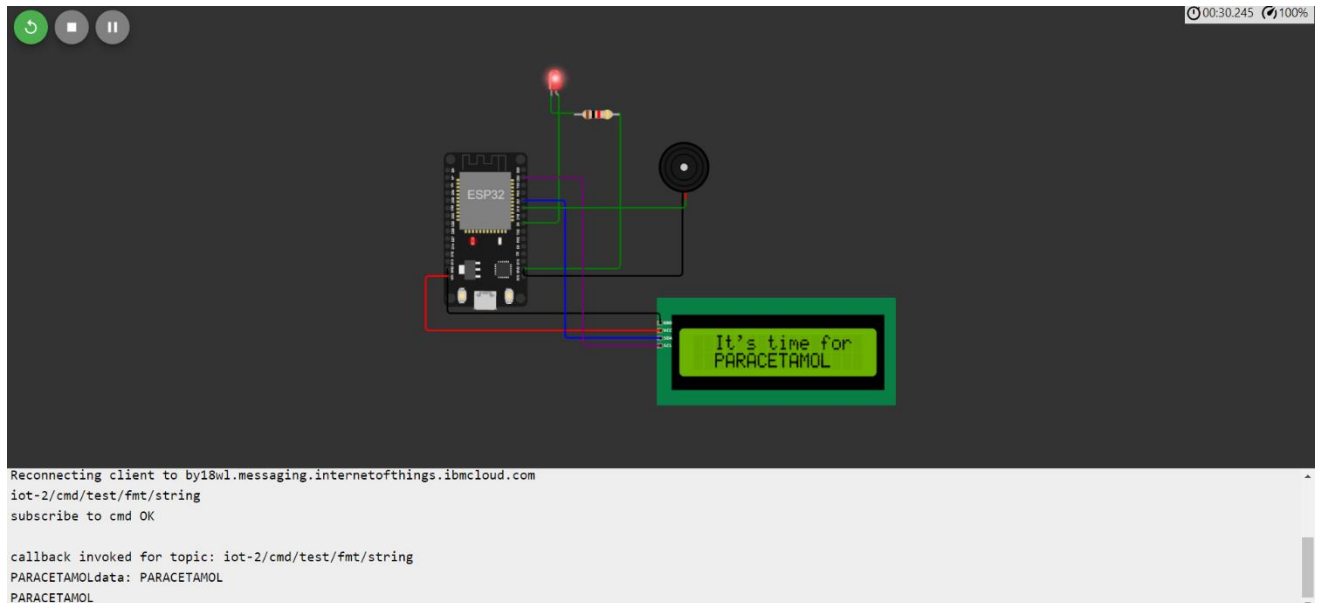 00:30.245 100%
ESP32
It's time for
PARACETAMOL
Reconnecting client to by18wl.messaging.internetofthings.ibmcloud.com
iot-2/cmd/test/fmt/string
subscribe to cmd OK
callback invoked for topic: iot-2/cmd/test/fmt/string
PARACETAMOLdata: PARACETAMOL
PARACETAMOL